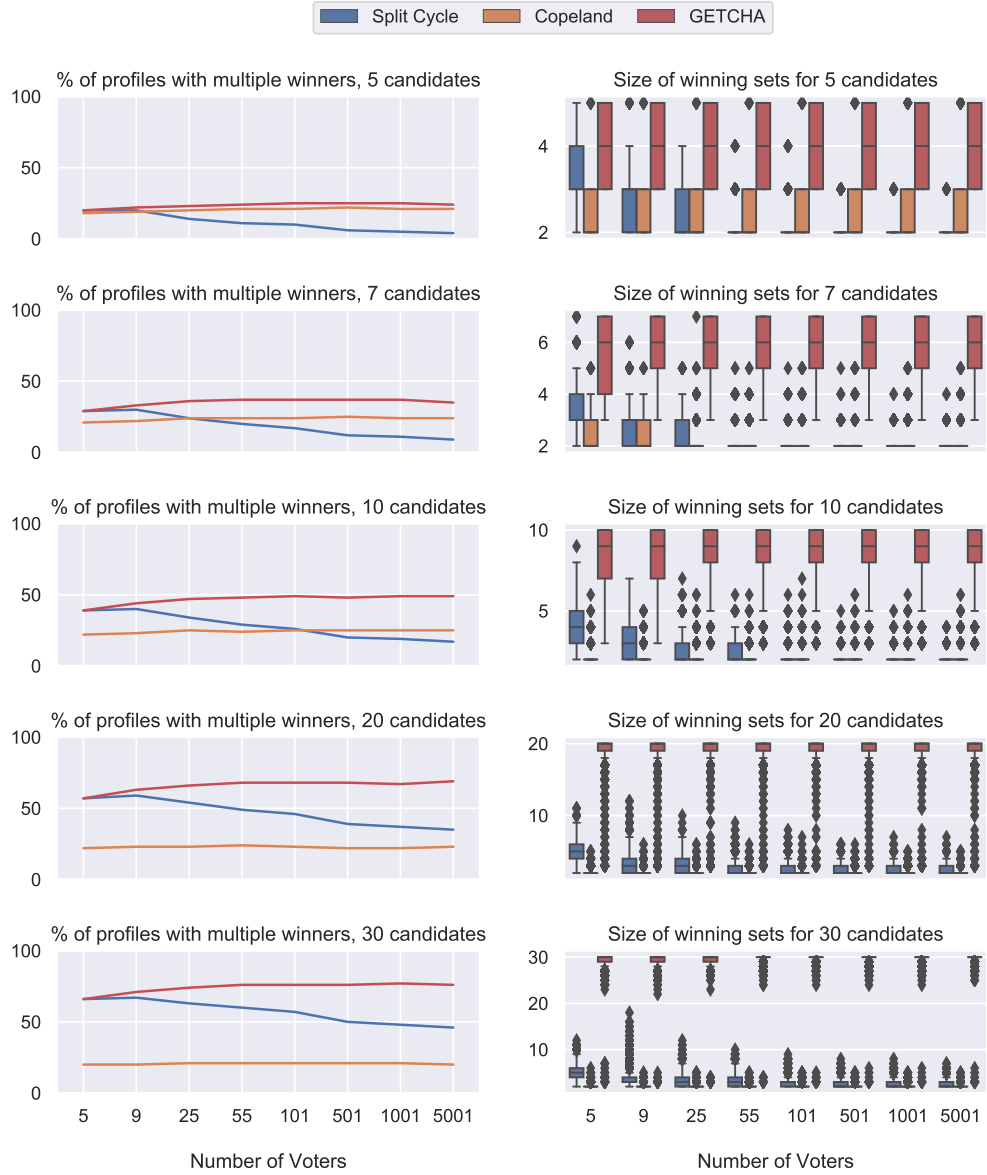 Split Cycle Copeland GETCHA
% of profiles with multiple winners, 5 candidates
100
50
0
Size of winning sets for 5 candidates
4
2
% of profiles with multiple winners, 7 candidates
100
50
0
Size of winning sets for 7 candidates
6
4
2
% of profiles with multiple winners, 10 candidates
100
50
0
Size of winning sets for 10 candidates
10
5
% of profiles with multiple winners, 20 candidates
100
50
0
Size of winning sets for 20 candidates
20
10
% of profiles with multiple winners, 30 candidates
100
50
0
5 9 25 55 101 501 1001 5001
Number of Voters
Size of winning sets for 30 candidates
30
20
10
5 9 25 55 101 501 1001 5001
Number of Voters